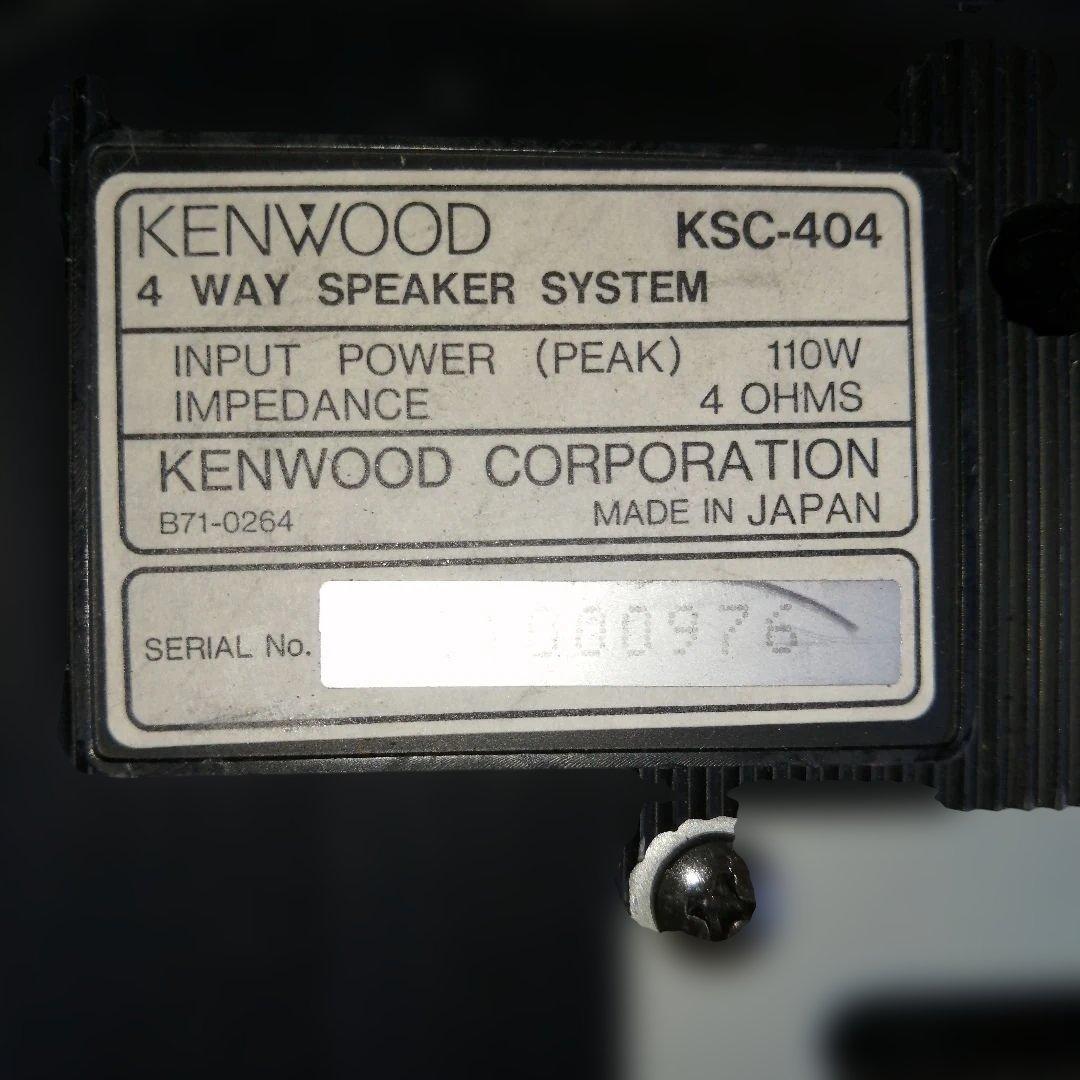 KENWOOD KSC-404
4 WAY SPEAKER SYSTEM
INPUT POWER (PEAK) 110W
IMPEDANCE 4 OHMS
KENWOOD CORPORATION
B71-0264 MADE IN JAPAN
SERIAL No.